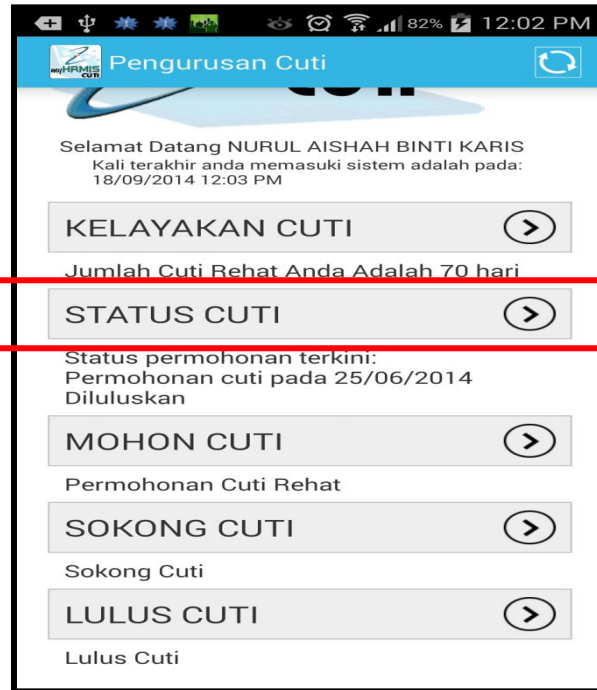 82% 12:02 PM
myHRMIS CUTI Pengurusan Cuti
CUTI
Selamat Datang NURUL AISHAH BINTI KARIS
Kali terakhir anda memasuki sistem adalah pada:
18/09/2014 12:03 PM
KELAYAKAN CUTI
Jumlah Cuti Rehat Anda Adalah 70 hari
STATUS CUTI
Status permohonan terkini:
Permohonan cuti pada 25/06/2014
Diluluskan
MOHON CUTI
Permohonan Cuti Rehat
SOKONG CUTI
Sokong Cuti
LULUS CUTI
Lulus Cuti